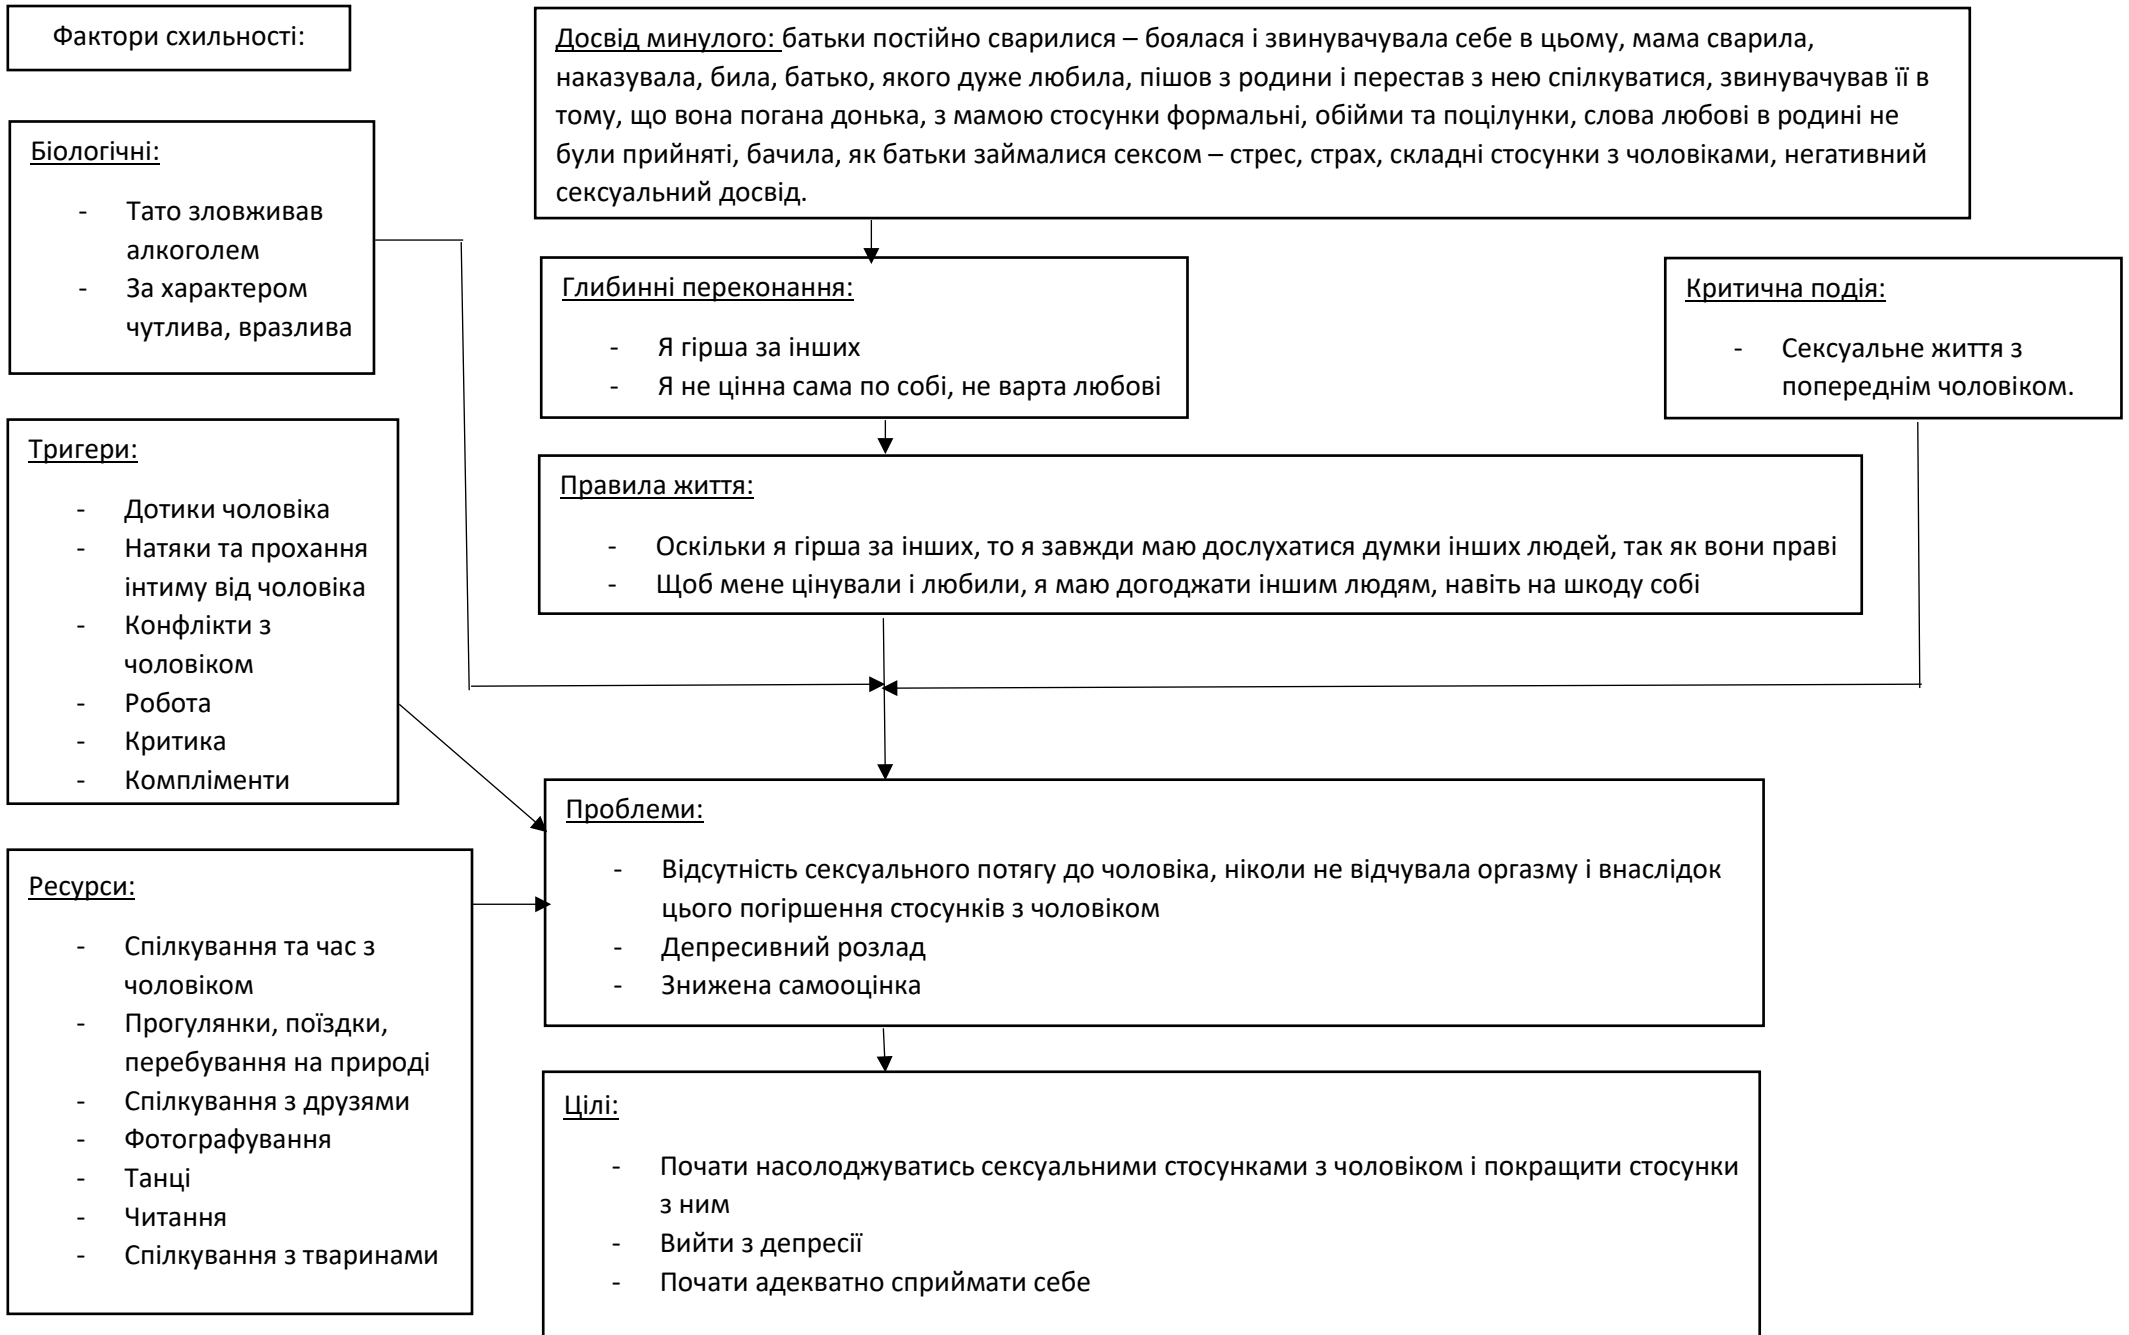 Фактори схильності:
Досвід минулого: батьки постійно сварилися – боялася і звинувачувала себе в цьому, мама сварила,
наказувала, била, батько, якого дуже любила, пішов з родини і перестав з нею спілкуватися, звинувачував її в
тому, що вона погана донька, з мамою стосунки формальні, обійми та поцілунки, слова любові в родині не
були прийняті, бачила, як батьки займалися сексом – стрес, страх, складні стосунки з чоловіками, негативний
сексуальний досвід.
Біологічні:
- Тато зловживав
алкоголем
- За характером
чутлива, вразлива
Глибинні переконання:
- Я гірша за інших
- Я не цінна сама по собі, не варта любові
Критична подія:
- Сексуальне життя з
попереднім чоловіком.
Тригери:
- Дотики чоловіка
- Натяки та прохання
інтиму від чоловіка
- Конфлікти з
чоловіком
- Робота
- Критика
- Компліменти
Правила життя:
- Оскільки я гірша за інших, то я завжди маю дослухатися думки інших людей, так як вони праві
- Щоб мене цінували і любили, я маю догоджати іншим людям, навіть на шкоду собі
Проблеми:
- Відсутність сексуального потягу до чоловіка, ніколи не відчувала оргазму і внаслідок
цього погіршення стосунків з чоловіком
- Депресивний розлад
- Знижена самооцінка
Ресурси:
- Спілкування та час з
чоловіком
- Прогулянки, поїздки,
перебування на природі
- Спілкування з друзями
- Фотографування
- Танці
- Читання
- Спілкування з тваринами
Цілі:
- Почати насолоджуватись сексуальними стосунками з чоловіком і покращити стосунки
з ним
- Вийти з депресії
- Почати адекватно сприймати себе